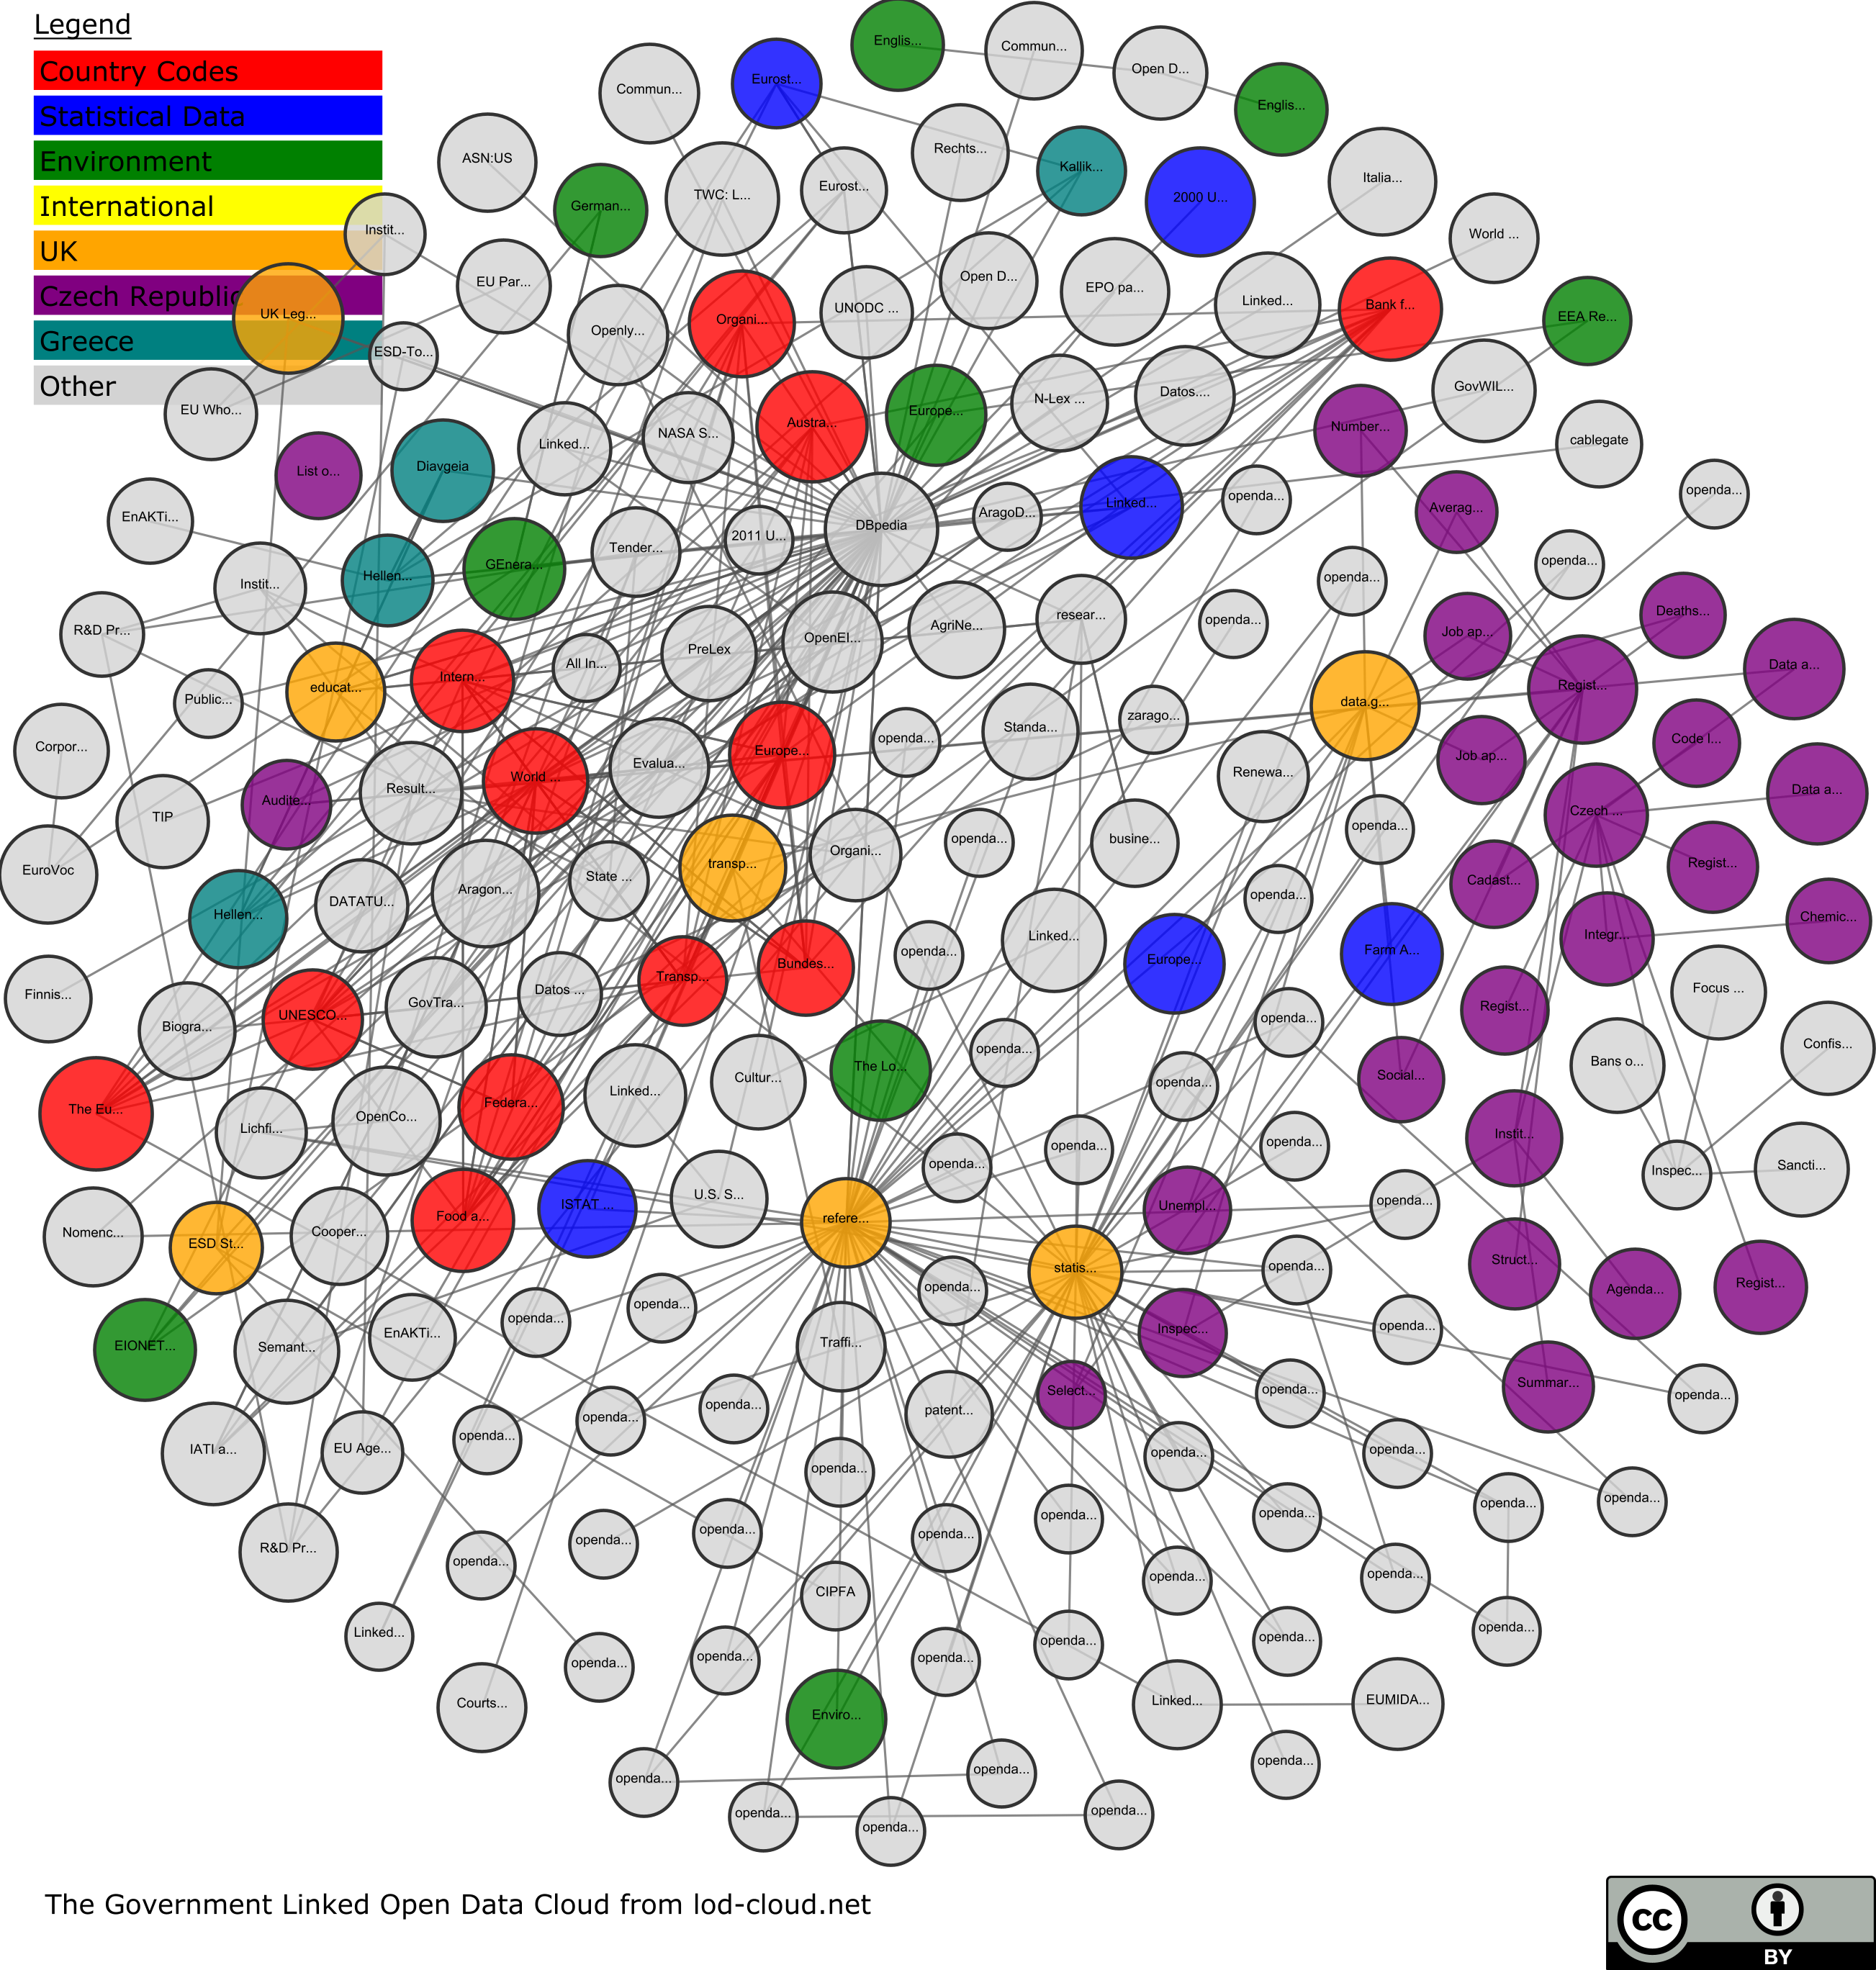 Legend
Country Codes
Statistical Data
Environment
International
UK
Czech Republic
Greece
Other
Englis...
Commun...
Open D...
Englis...
Eurost...
Commun...
ASN:US
German...
TWC: L...
Eurost...
Rechts...
Kallik...
2000 U...
Italia...
World ...
Instit...
UK Leg...
EU Par...
ESD-To...
EU Who...
Openly...
Organi...
UNODC ...
Open D...
EPO pa...
Linked...
Bank f...
EEA Re...
GovWIL...
cablegate
List o...
Diavgeia
Linked...
NASA S...
Austra...
Europe...
N-Lex ...
Datos....
Number...
Averag...
openda...
EnAKTi...
Hellen...
GEnera...
Tender...
2011 U...
DBpedia
AragoD...
Linked...
openda...
openda...
openda...
Instit...
R&D Pr...
Public...
educat...
Intern...
All In...
PreLex
OpenEI...
AgriNe...
resear...
openda...
Job ap...
Deaths...
Data a...
Regist...
data.g...
zarago...
Standa...
openda...
Corpor...
TIP
EuroVoc
Audite...
Result...
World ...
Evalua...
Europe...
Renewa...
Job ap...
Code l...
Data a...
Czech ...
Regist...
Cadast...
openda...
busine...
openda...
Organi...
transp...
State ...
Aragon...
DATATU...
Hellen...
Finnis...
Biogra...
UNESCO...
GovTra...
Datos ...
Transp...
Bundes...
openda...
Linked...
Europe...
openda...
Farm A...
Integr...
Chemic...
Focus ...
Regist...
Confis...
Bans o...
The Eu...
Lichfi...
OpenCo...
Federa...
Linked...
Cultur...
The Lo...
openda...
openda...
openda...
Social...
Instit...
Inspec...
Sancti...
Nomenc...
ESD St...
Cooper...
Food a...
ISTAT ...
U.S. S...
refere...
openda...
openda...
openda...
Unempl...
openda...
statis...
openda...
Struct...
Agenda...
Regist...
EIONET...
Semant...
EnAKTi...
openda...
openda...
Traffi...
openda...
Inspec...
openda...
Summar...
openda...
Select...
openda...
IATI a...
EU Age...
openda...
openda...
openda...
patent...
openda...
openda...
openda...
openda...
openda...
R&D Pr...
openda...
openda...
openda...
openda...
openda...
openda...
openda...
openda...
CIPFA
Linked...
openda...
openda...
openda...
openda...
openda...
openda...
Courts...
Enviro...
Linked...
EUMIDA...
openda...
openda...
openda...
openda...
openda...
openda...
The Government Linked Open Data Cloud from lod-cloud.net
CC
BY